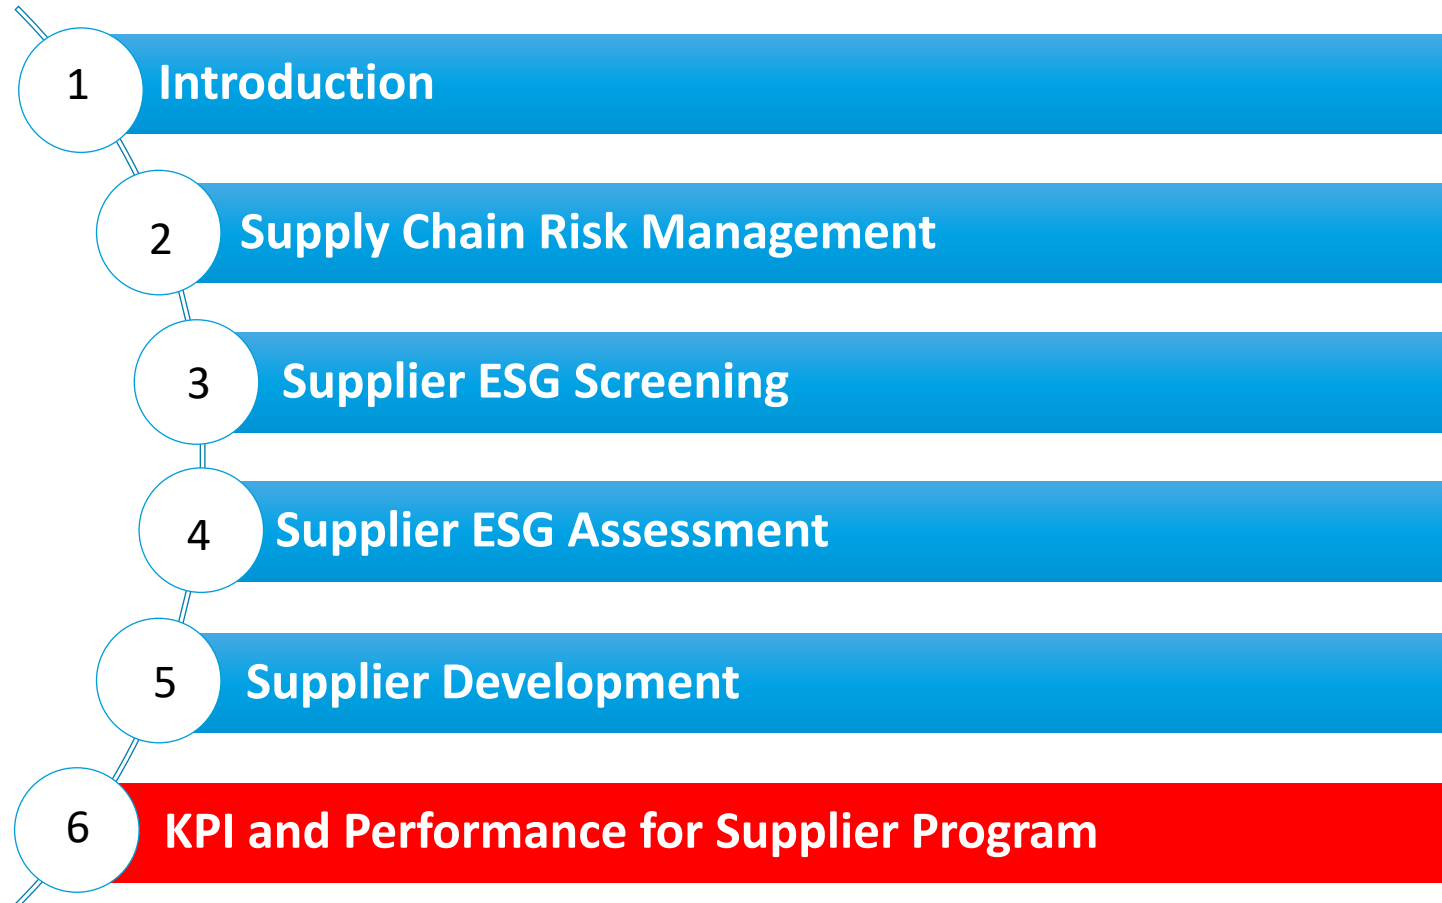 1 Introduction
2 Supply Chain Risk Management
3 Supplier ESG Screening
4 Supplier ESG Assessment
5 Supplier Development
6 KPI and Performance for Supplier Program